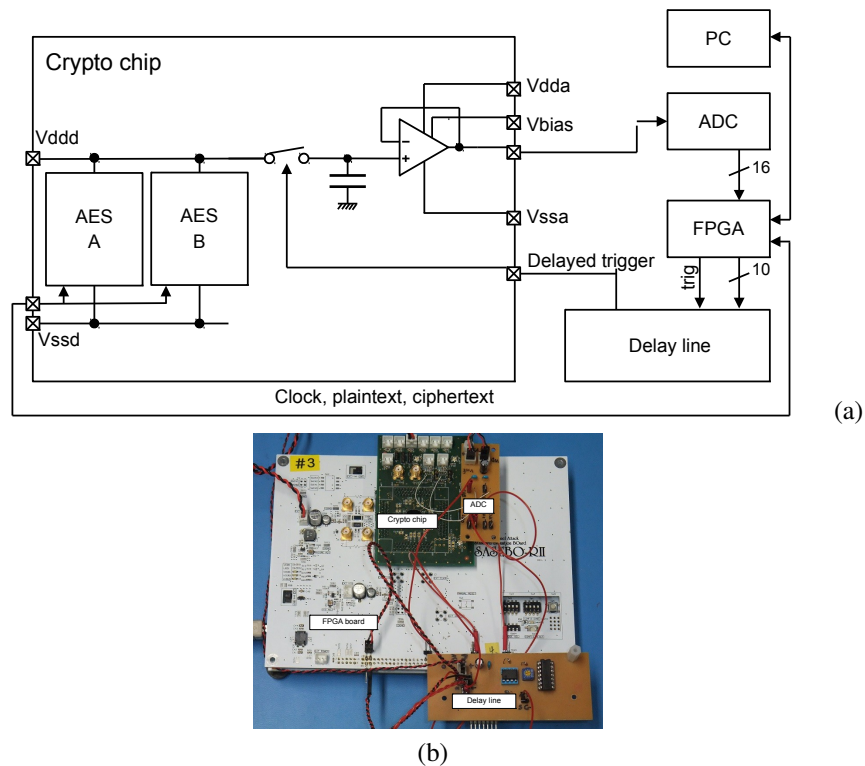 Crypto chip
PC
Vdda
Vddd
Vbias
ADC
16
AES
A
AES
B
Vssa
FPGA
Delayed trigger
trig
10
Vssd
Delay line
Clock, plaintext, ciphertext
(a)
#3
Crypto chip
ADC
SASEBO-RII
FPGA board
Delay line
(b)